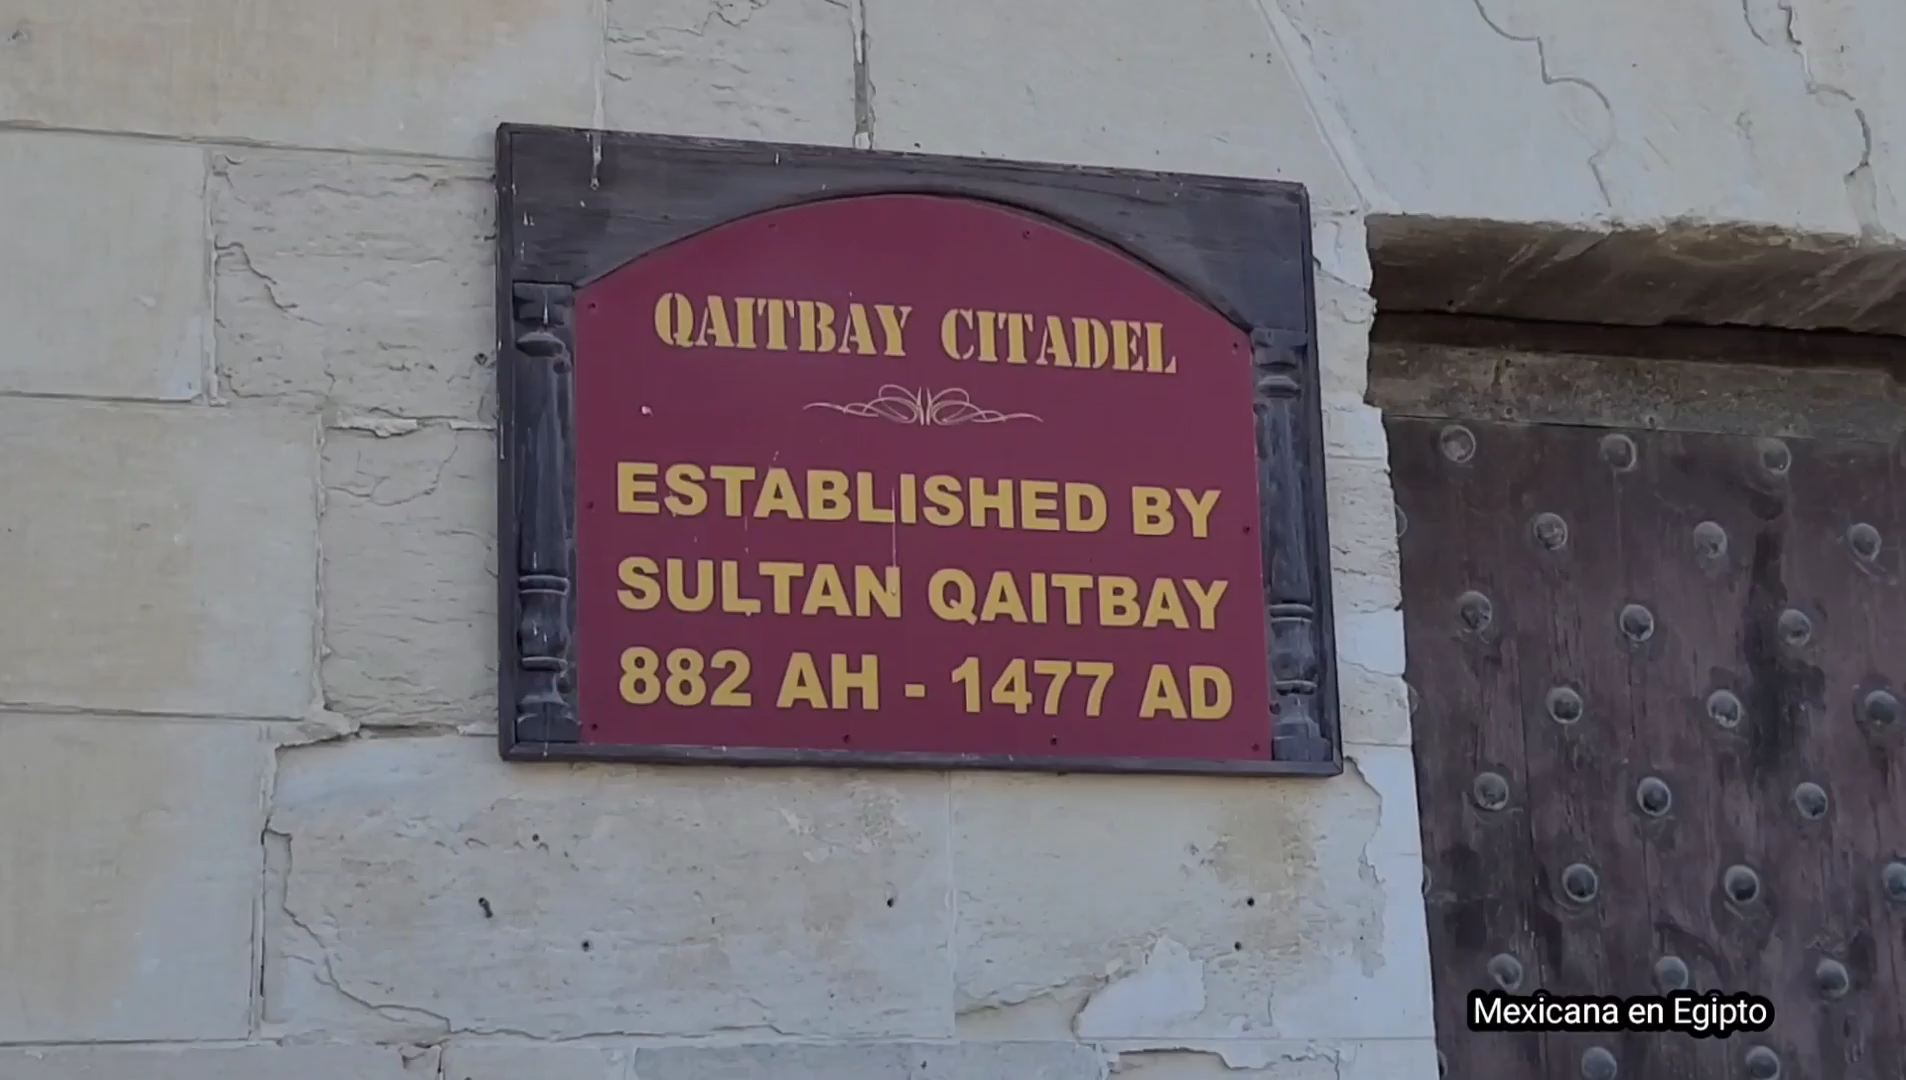 QAITBAY CITADEL
ESTABLISHED BY
SULTAN QAITBAY
882 AH - 1477 AD
Mexicana en Egipto